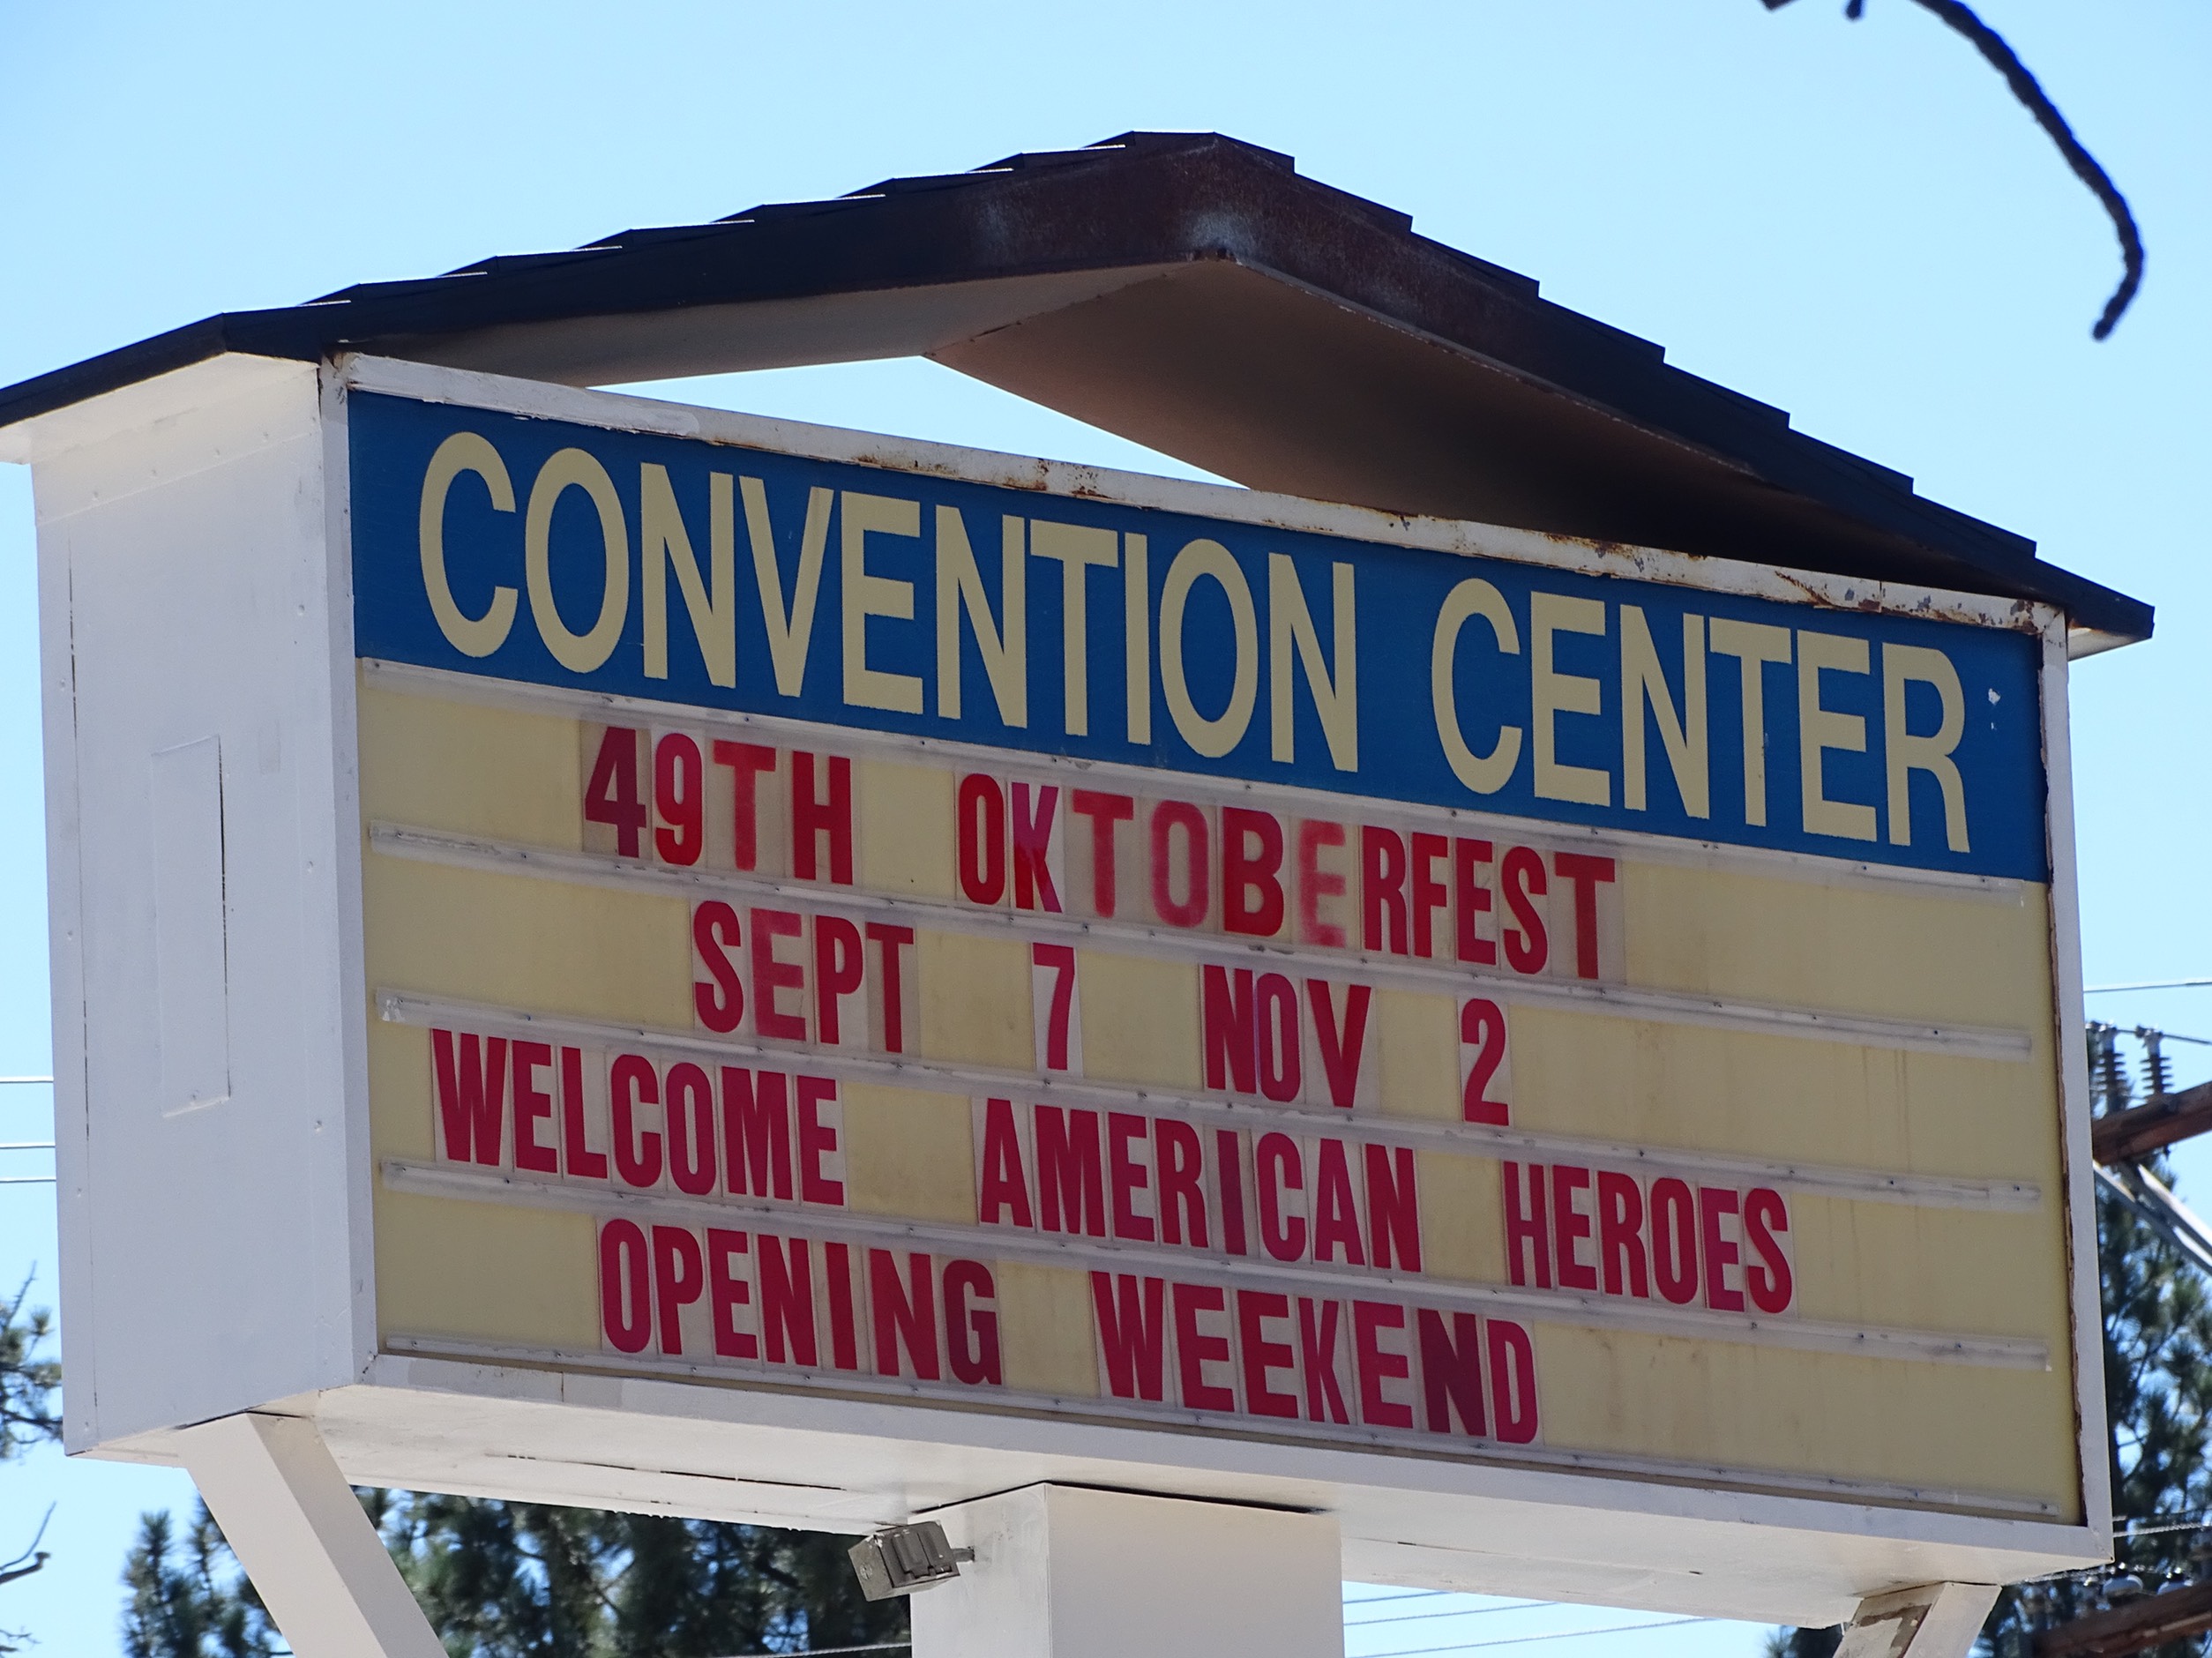 CONVENTION CENTER
49TH OKTOBERFEST
SEPT 7 NOV 2
WELCOME AMERICAN HEROES
OPENING WEEKEND